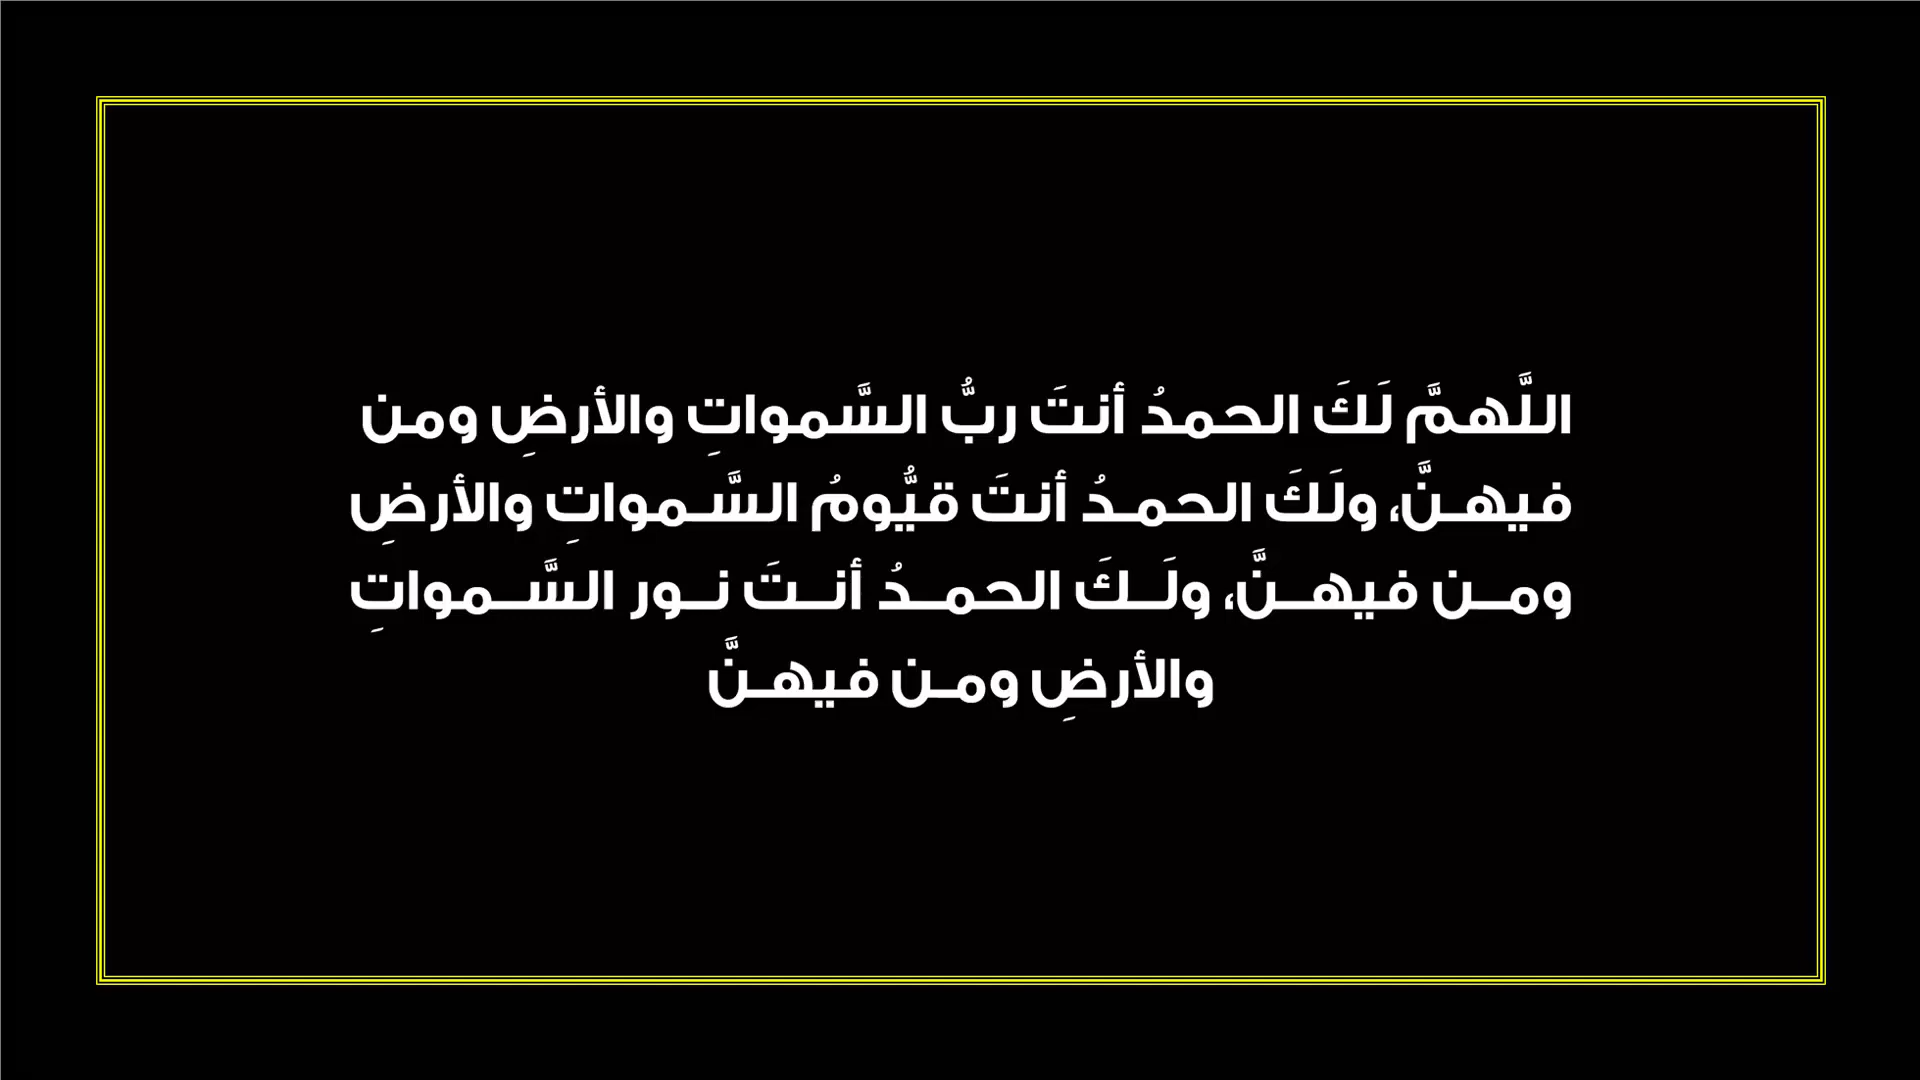 اللَّهمَّ لَكَ الحمدُ أنتَ ربُّ السَّمواتِ والأرضِ ومن
فيهنَّ، ولَكَ الحمدُ أنتَ قيُّومُ السَّمواتِ والأرضِ
ومن فيهنَّ، ولَكَ الحمدُ أنتَ نور السَّمواتِ
والأرضِ ومن فيهنَّ